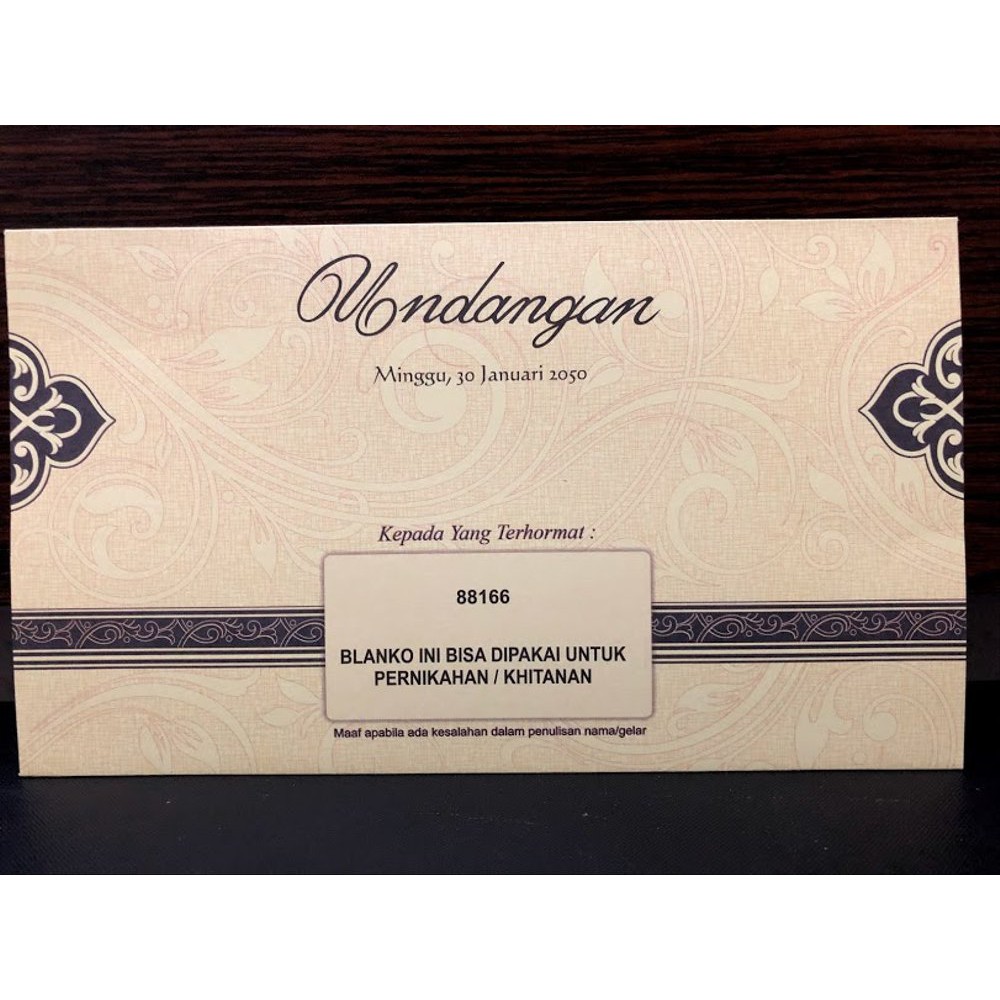 Undangan
Minggu, 30 Januari 2050
Kepada Yang Terhormat :
88166
BLANKO INI BISA DIPAKAI UNTUK
PERNIKAHAN / KHITANAN
Maaf apabila ada kesalahan dalam penulisan nama/gelar